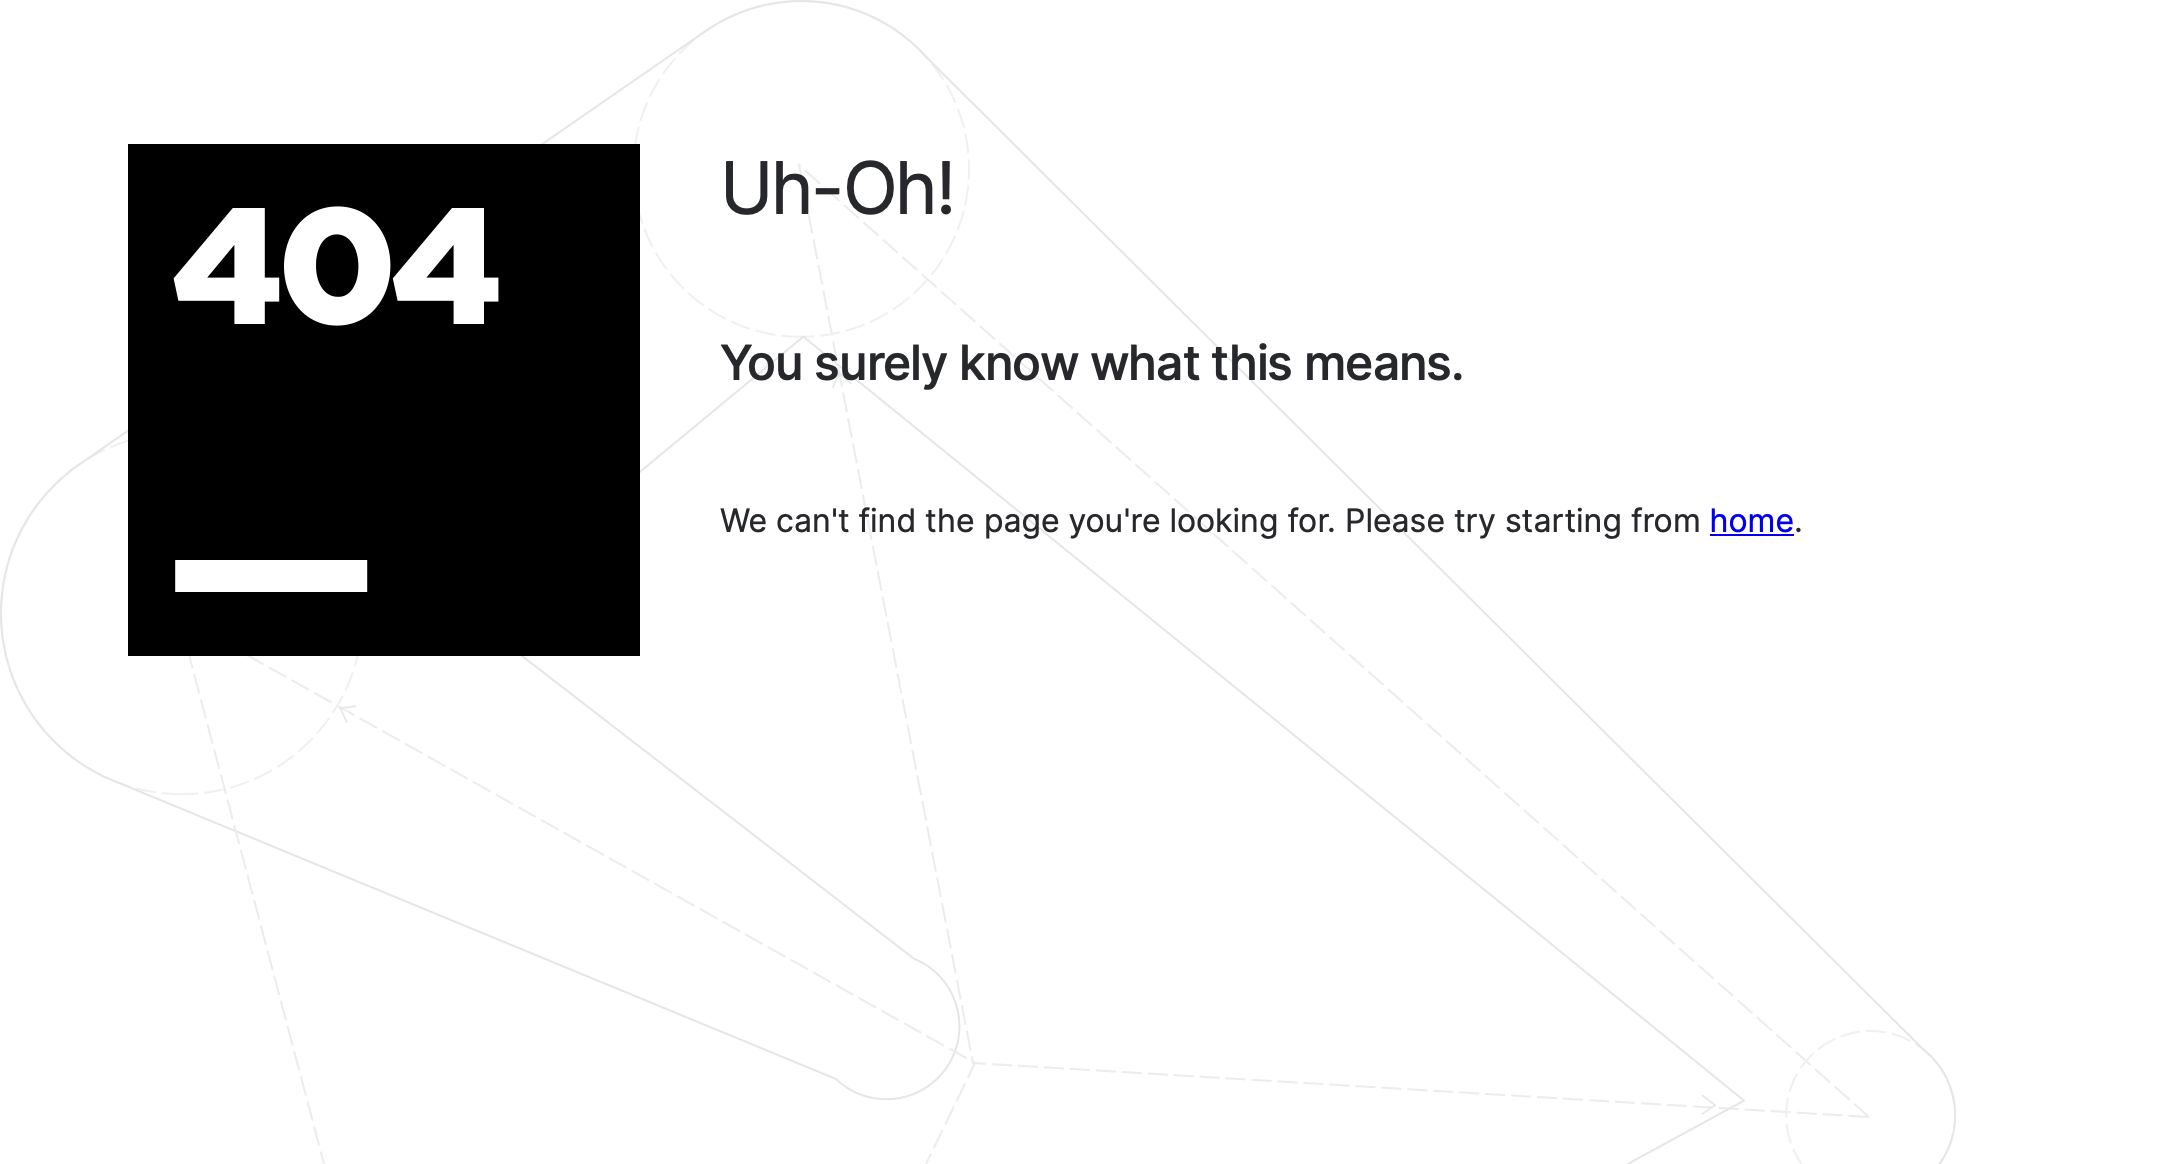 404
Uh-Oh!
You surely know what this means.
We can't find the page you're looking for. Please try starting from home.